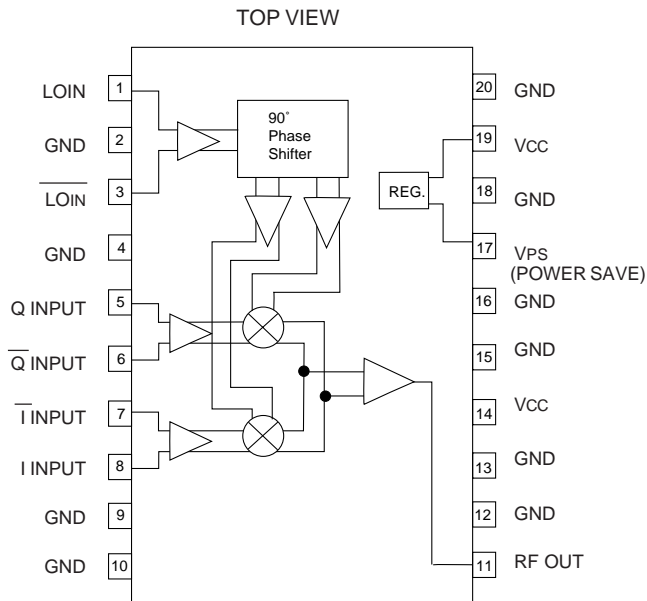 TOP VIEW
LOIN
1
GND
2
LOIN
3
GND
4
Q INPUT
5
Q INPUT
6
I INPUT
7
I INPUT
8
GND
9
GND
10
90°
Phase
Shifter
REG.
20
GND
19
VCC
18
GND
17
VPS
(POWER SAVE)
16
GND
15
GND
14
VCC
13
GND
12
GND
11
RF OUT